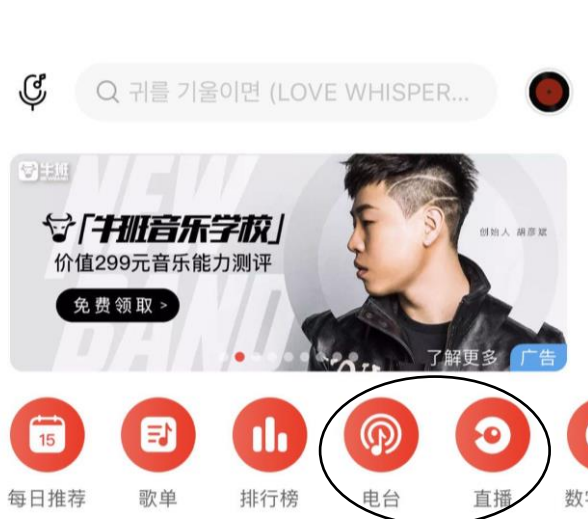 귀를 기울이면 (LOVE WHISPER...
牛班
NEW
BAND
「牛班音乐学校」
价值299元音乐能力测评
免费领取 >
创始人 胡彦斌
了解更多 广告
15
每日推荐 歌单 排行榜 电台 直播 数字